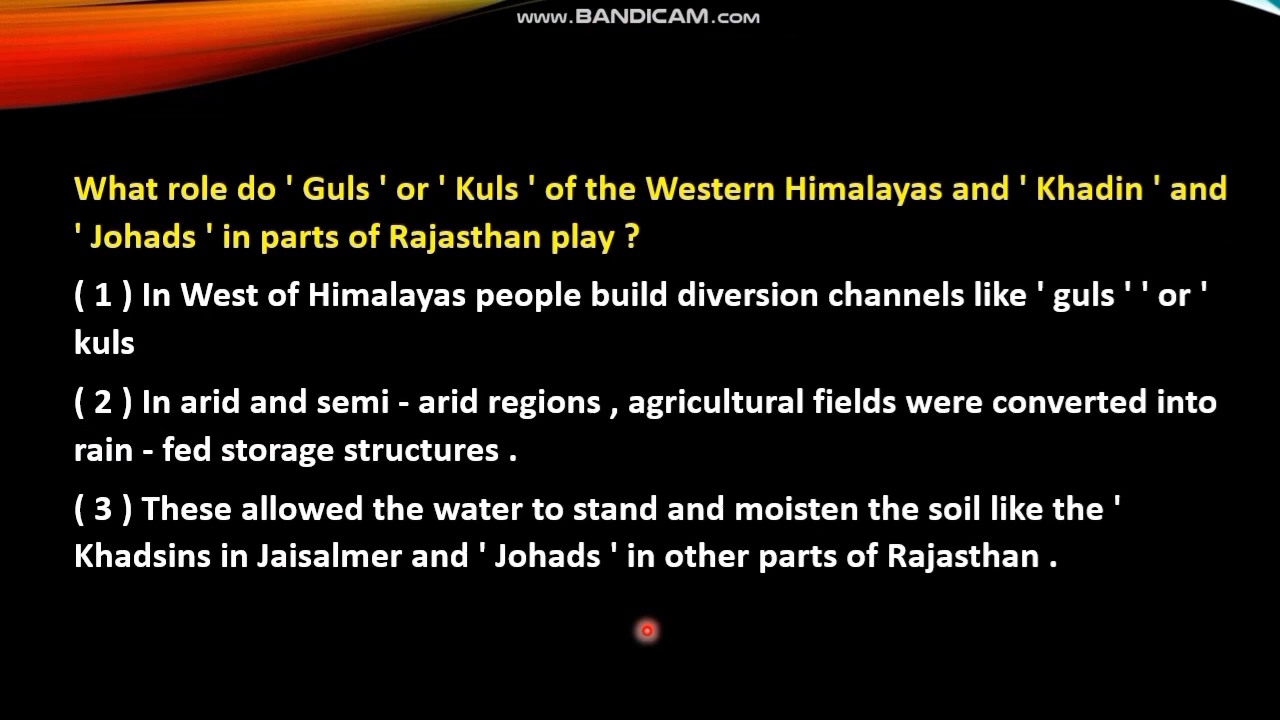 www.BANDICAM.com
What role do ' Guls ' or ' Kuls ' of the Western Himalayas and ' Khadin ' and
' Johads ' in parts of Rajasthan play ?
( 1 ) In West of Himalayas people build diversion channels like ' guls ' ' or '
kuls
( 2 ) In arid and semi - arid regions , agricultural fields were converted into
rain - fed storage structures .
( 3 ) These allowed the water to stand and moisten the soil like the '
Khadsins in Jaisalmer and ' Johads ' in other parts of Rajasthan .